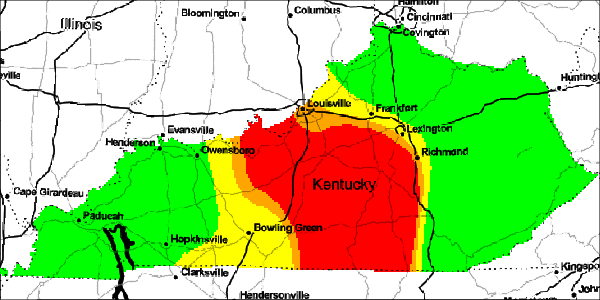 Hamilton
Columbus
Bloomington
Cincinnati
Illinois
Covington
ville
Huntin
Louisville
Frankfort
Lexington
Evansville
Henderson
Owensboro
Richmond
Kentucky
Cape Girardeau
Paducah
Bowling Green
Hopkinsville
Clarksville
Kingspo
Hendersonville
John